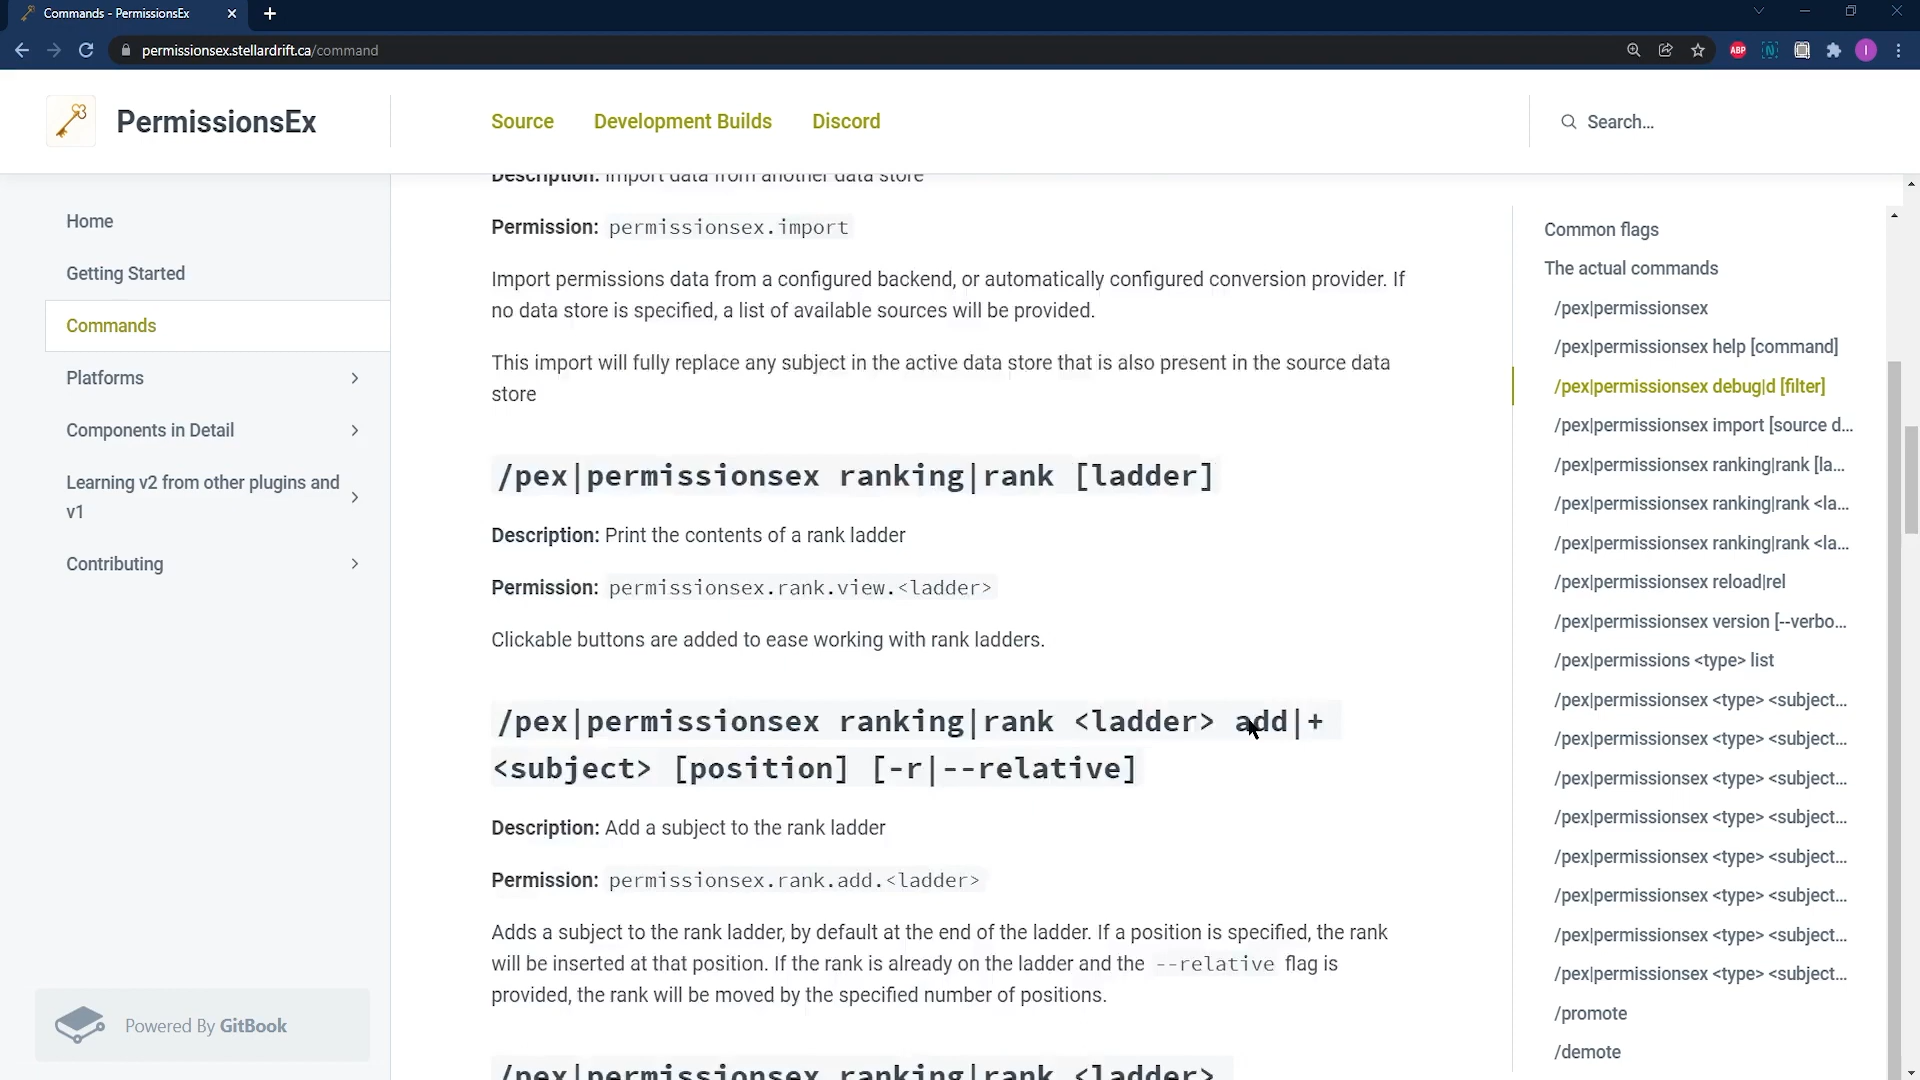 Commands - PermissionsEx
permissionsex.stellardrift.ca/command
ABP
N
I
PermissionsEx
Source
Development Builds
Discord
Search...
Home
Getting Started
Commands
Platforms
Components in Detail
Learning v2 from other plugins and
v1
Contributing
Powered By GitBook
Description: Import data from another data store
Permission: permissionsex.import
Import permissions data from a configured backend, or automatically configured conversion provider. If
no data store is specified, a list of available sources will be provided.
This import will fully replace any subject in the active data store that is also present in the source data
store
/pex|permissionsex ranking|rank [ladder]
Description: Print the contents of a rank ladder
Permission: permissionsex.rank.view.<ladder>
Clickable buttons are added to ease working with rank ladders.
/pex|permissionsex ranking|rank <ladder> add|+
<subject> [position] [-r|--relative]
Description: Add a subject to the rank ladder
Permission: permissionsex.rank.add.<ladder>
Adds a subject to the rank ladder, by default at the end of the ladder. If a position is specified, the rank
will be inserted at that position. If the rank is already on the ladder and the --relative flag is
provided, the rank will be moved by the specified number of positions.
/pex|permissionsex ranking|rank <ladder>
Common flags
The actual commands
/pex|permissionsex
/pex|permissionsex help [command]
/pex|permissionsex debug|d [filter]
/pex|permissionsex import [source d...
/pex|permissionsex ranking|rank [la...
/pex|permissionsex ranking|rank <la...
/pex|permissionsex ranking|rank <la...
/pex|permissionsex reload|rel
/pex|permissionsex version [--verbo...
/pex|permissions <type> list
/pex|permissionsex <type> <subject...
/pex|permissionsex <type> <subject...
/pex|permissionsex <type> <subject...
/pex|permissionsex <type> <subject...
/pex|permissionsex <type> <subject...
/pex|permissionsex <type> <subject...
/pex|permissionsex <type> <subject...
/pex|permissionsex <type> <subject...
/promote
/demote